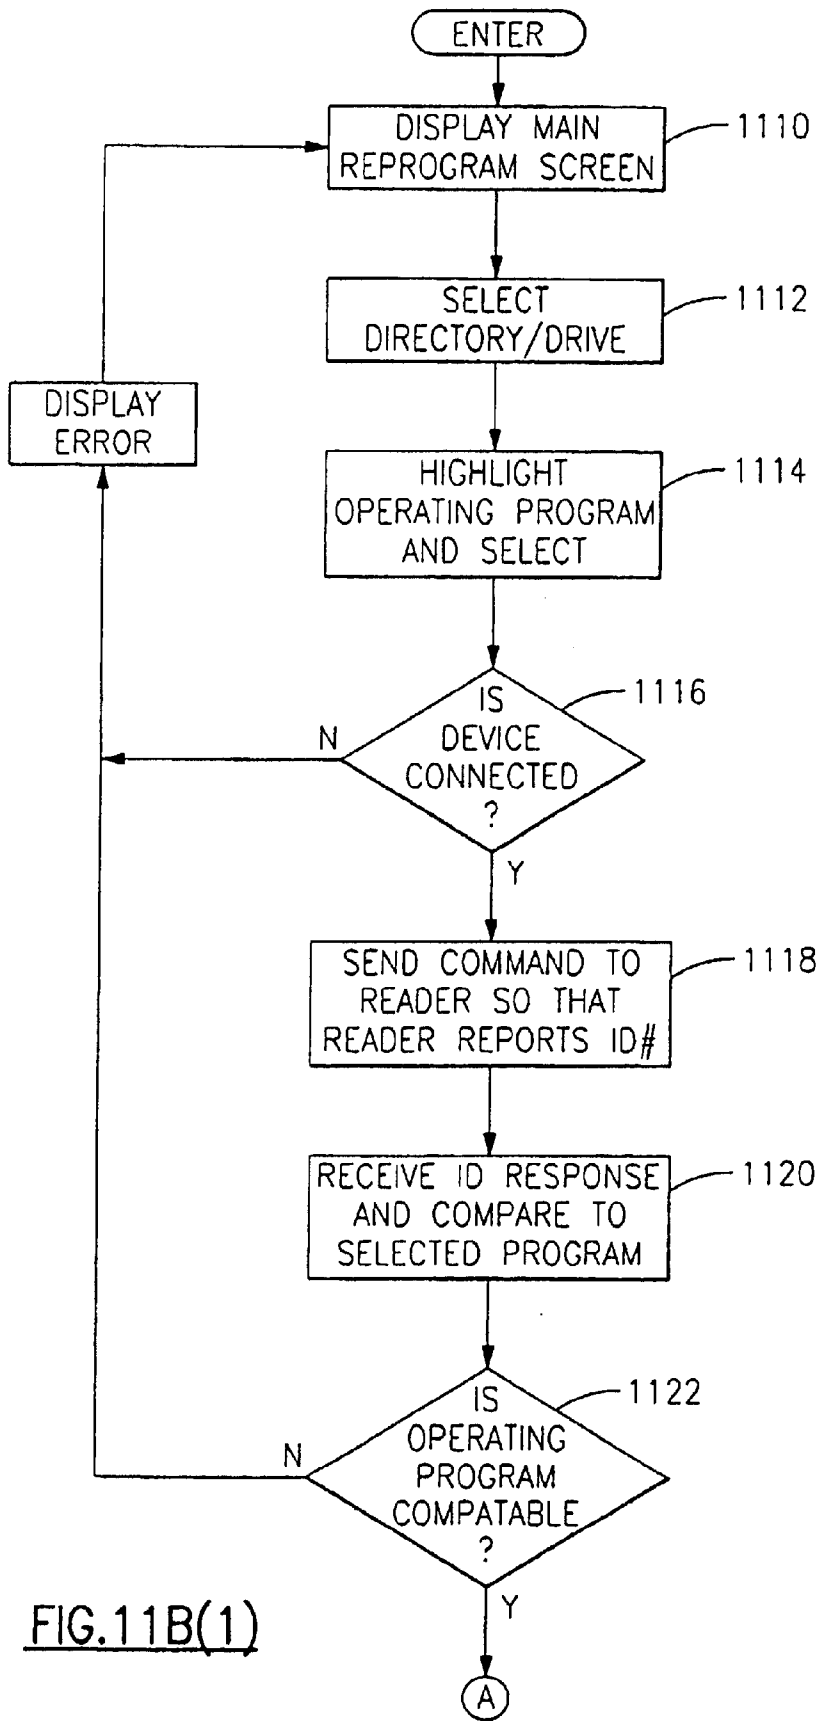 ENTER
DISPLAY MAIN
REPROGRAM SCREEN
1110
SELECT
DIRECTORY/DRIVE
1112
DISPLAY
ERROR
HIGHLIGHT
OPERATING PROGRAM
AND SELECT
1114
IS
DEVICE
CONNECTED
?
1116
N
Y
SEND COMMAND TO
READER SO THAT
READER REPORTS ID#
1118
RECEIVE ID RESPONSE
AND COMPARE TO
SELECTED PROGRAM
1120
IS
OPERATING
PROGRAM
COMPATABLE
?
1122
N
Y
FIG.11B(1)
A